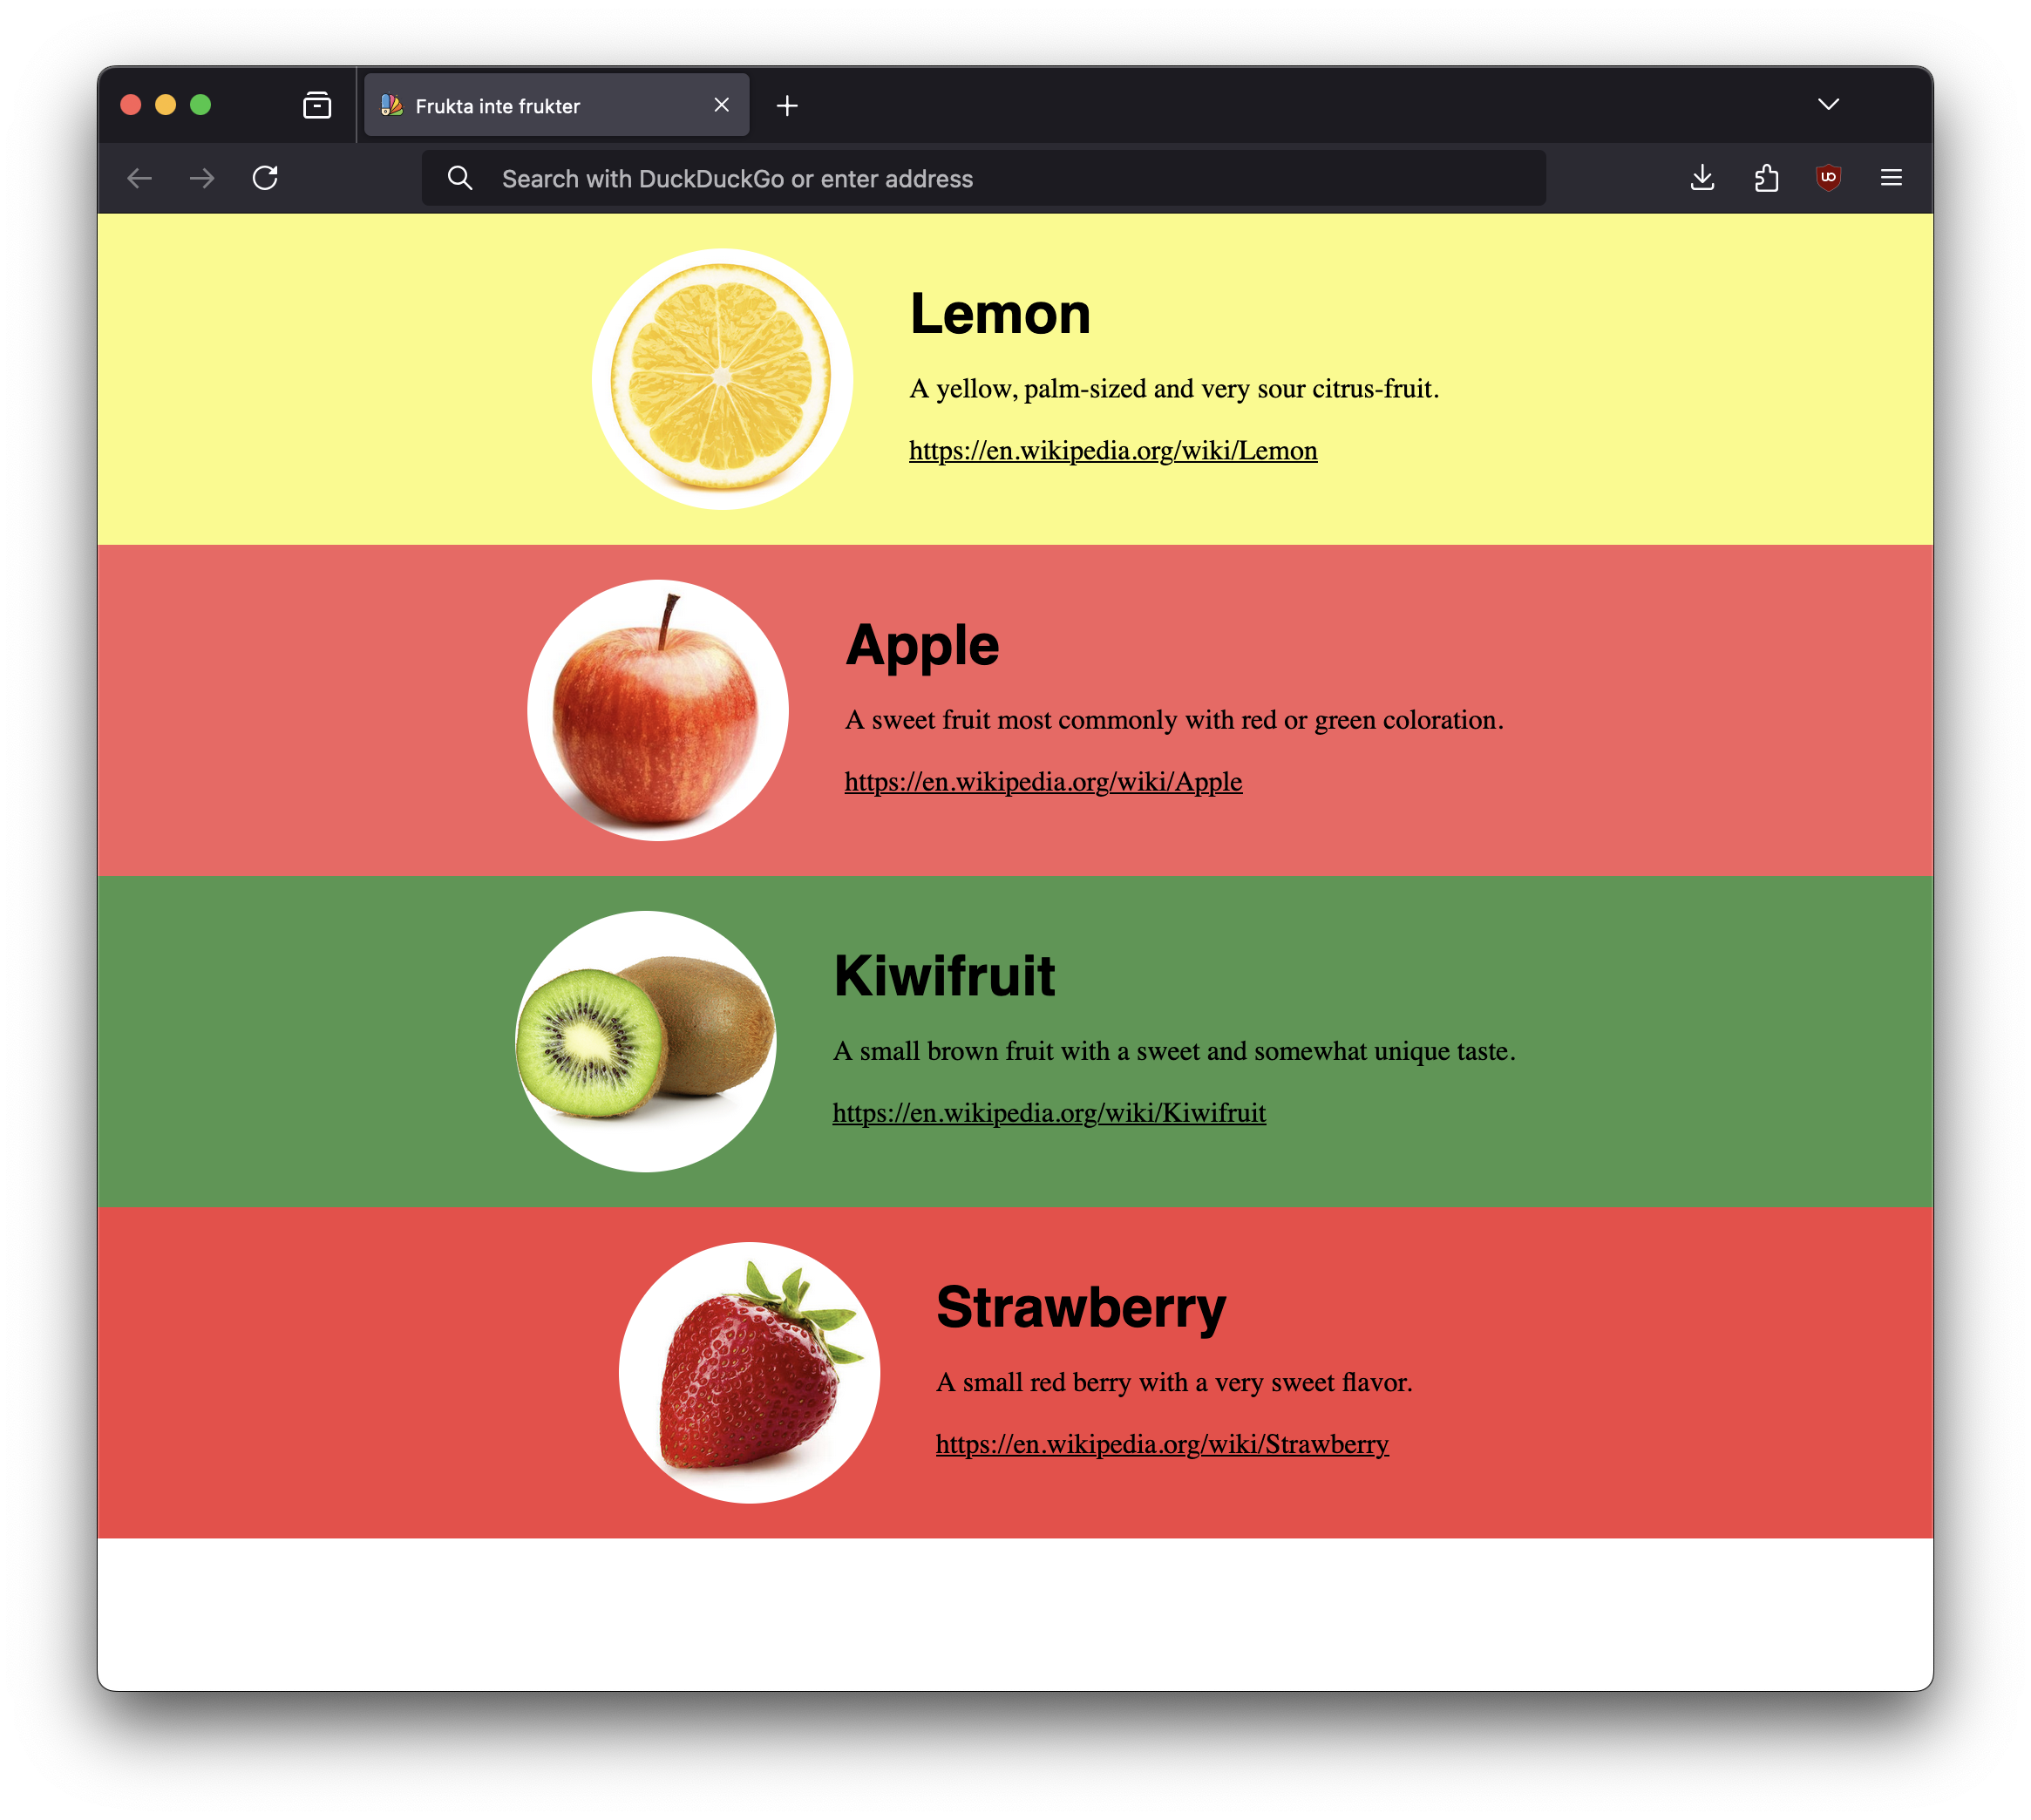 Frukta inte frukter
Search with DuckDuckGo or enter address
Lemon
A yellow, palm-sized and very sour citrus-fruit.
https://en.wikipedia.org/wiki/Lemon
Apple
A sweet fruit most commonly with red or green coloration.
https://en.wikipedia.org/wiki/Apple
Kiwifruit
A small brown fruit with a sweet and somewhat unique taste.
https://en.wikipedia.org/wiki/Kiwifruit
Strawberry
A small red berry with a very sweet flavor.
https://en.wikipedia.org/wiki/Strawberry